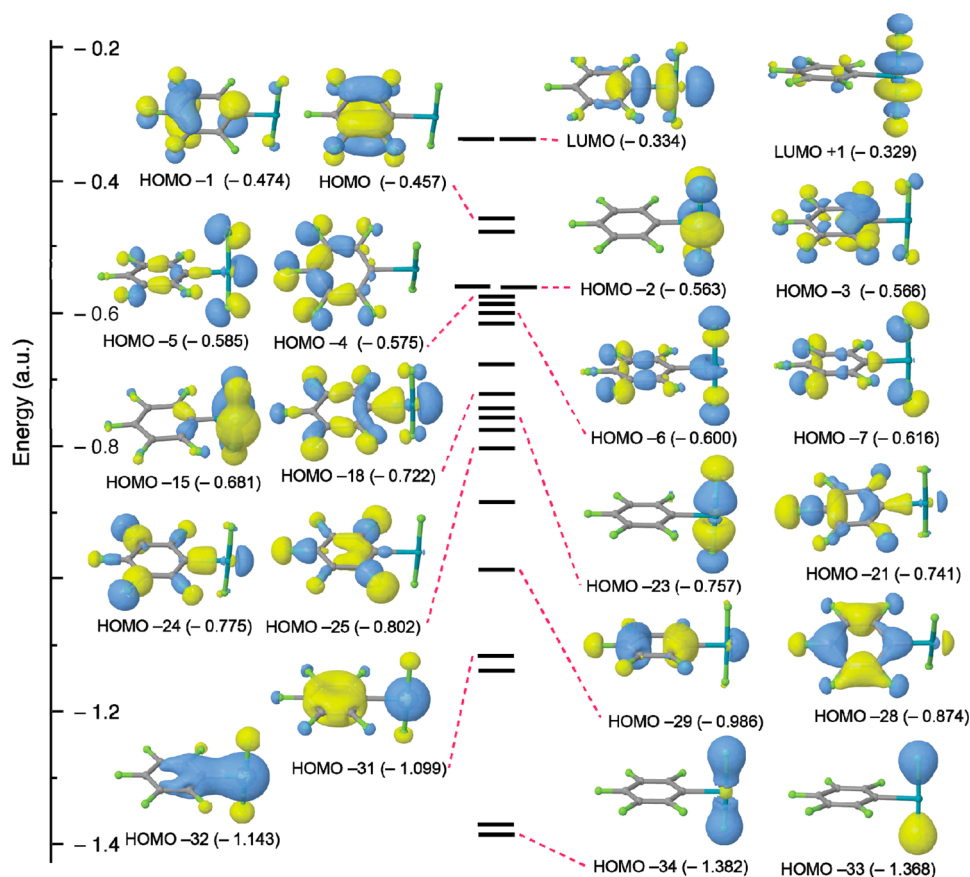 Energy (a.u.)
– 0.2
– 0.4
– 0.6
– 0.8
– 1
– 1.2
– 1.4
HOMO –1 (– 0.474)
HOMO (– 0.457)
LUMO (– 0.334)
LUMO +1 (– 0.329)
HOMO –5 (– 0.585)
HOMO –4 (– 0.575)
HOMO –2 (– 0.563)
HOMO –3 (– 0.566)
HOMO –15 (– 0.681)
HOMO –18 (– 0.722)
HOMO –6 (– 0.600)
HOMO –7 (– 0.616)
HOMO –24 (– 0.775)
HOMO –25 (– 0.802)
HOMO –23 (– 0.757)
HOMO –21 (– 0.741)
HOMO –32 (– 1.143)
HOMO –31 (– 1.099)
HOMO –29 (– 0.986)
HOMO –28 (– 0.874)
HOMO –34 (– 1.382)
HOMO –33 (– 1.368)